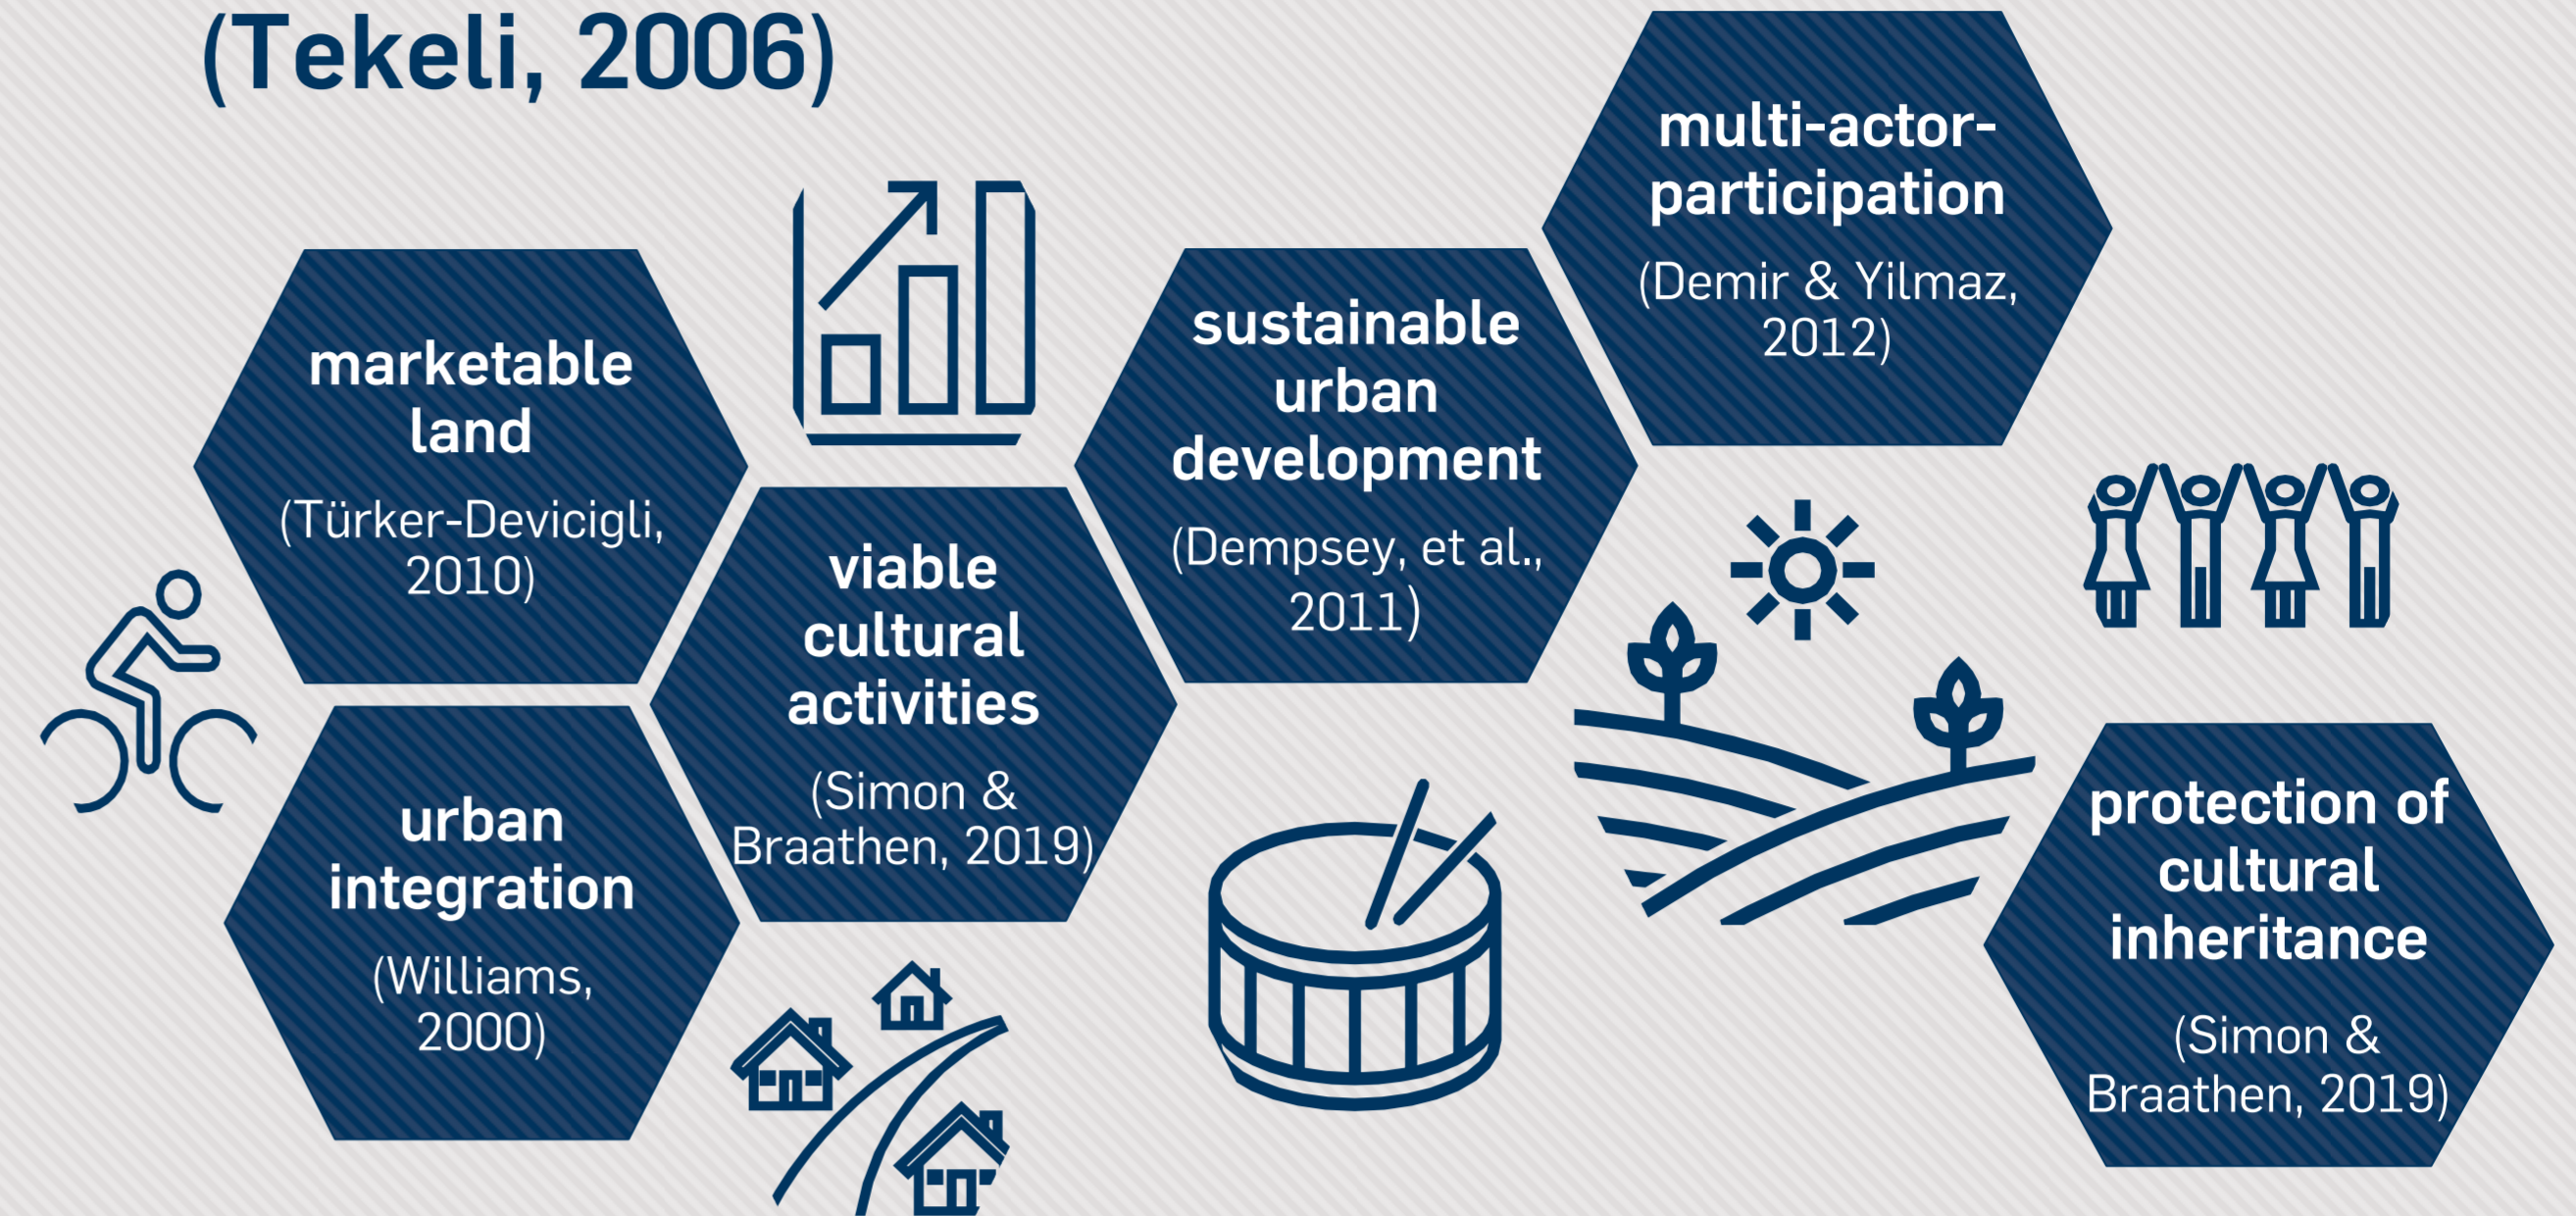 (Tekeli, 2006)
marketable
land
(Türker-Devicigli,
2010)
urban
integration
(Williams,
2000)
viable
cultural
activities
(Simon &
Braathen, 2019)
sustainable
urban
development
(Dempsey, et al.,
2011)
multi-actor-
participation
(Demir & Yilmaz,
2012)
protection of
cultural
inheritance
(Simon &
Braathen, 2019)